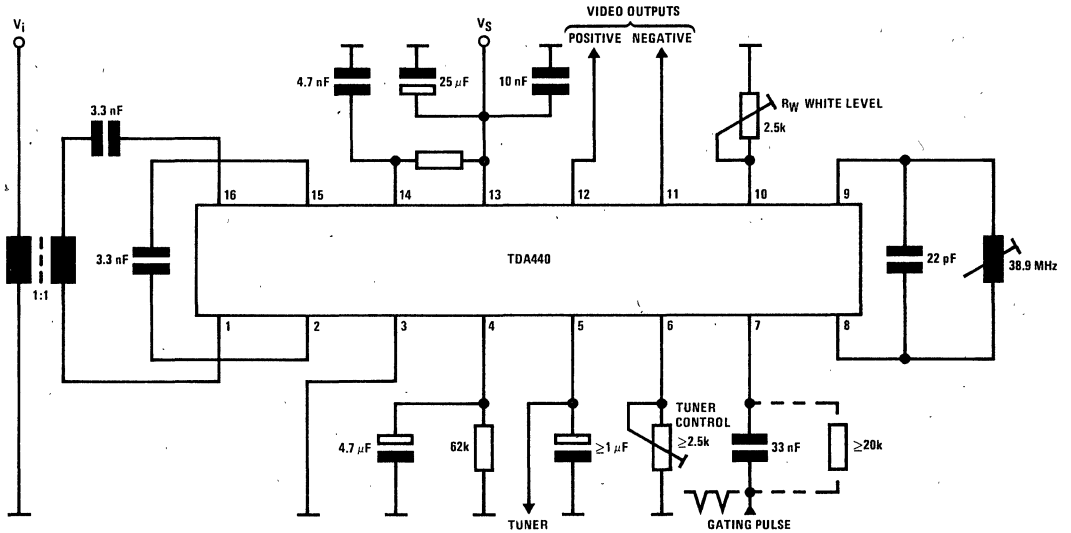 VIDEO OUTPUTS
Vi
VS
POSITIVE NEGATIVE
4.7 nF
25 μF
10 nF
RW WHITE LEVEL
2.5k
3.3 nF
16
15
14
13
12
11
10
9
3.3 nF
TDA440
22 pF
38.9 MHz
1:1
1
2
3
4
5
6
7
8
TUNER
CONTROL
4.7 μF
62k
≥1 μF
≥2.5k
33 nF
≥20k
TUNER
GATING PULSE